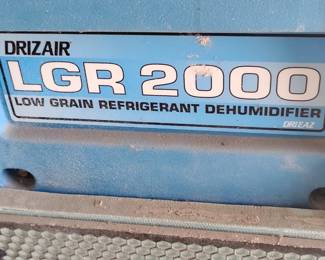 DRIZAIR
LGR 2000
LOW GRAIN REFRIGERANT DEHUMIDIFIER
DRIEAZ